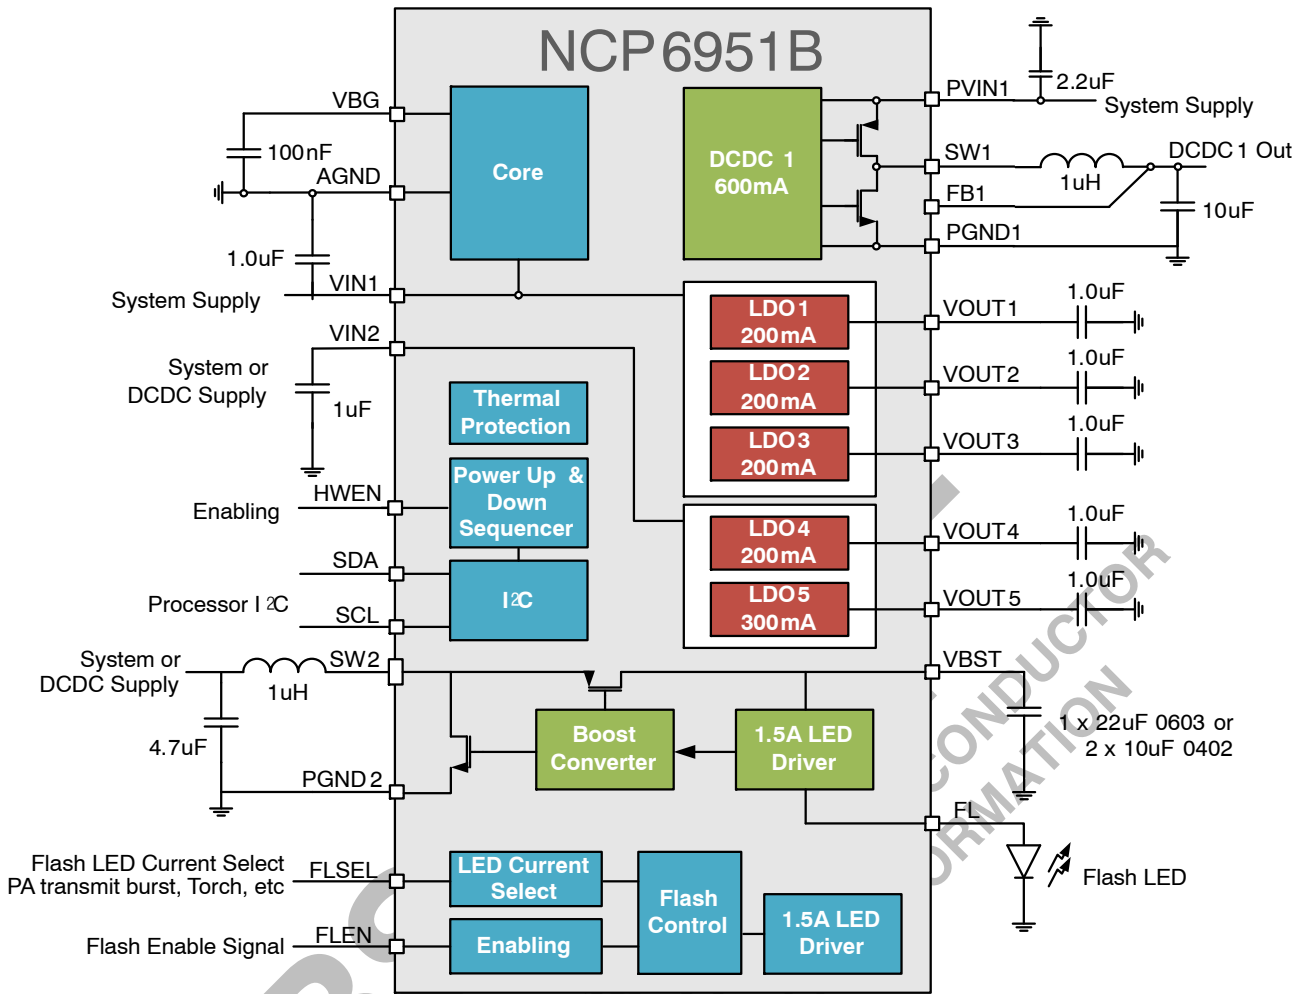 NCP6951B
VBG
100nF
AGND
1.0uF
VIN1
System Supply
VIN2
System or
DCDC Supply
1uF
HWEN
Enabling
SDA
Processor I2C
SCL
System or
DCDC Supply
SW2
1uH
4.7uF
PGND2
Flash LED Current Select
PA transmit burst, Torch, etc
FLSEL
Flash Enable Signal
FLEN
Core
Thermal
Protection
Power Up &
Down
Sequencer
I2C
Boost
Converter
1.5A LED
Driver
LED Current
Select
Enabling
Flash
Control
1.5A LED
Driver
DCDC 1
600mA
LDO1
200mA
LDO2
200mA
LDO3
200mA
LDO4
200mA
LDO5
300mA
PVIN1
2.2uF
System Supply
SW1
1uH
DCDC1 Out
FB1
10uF
PGND1
VOUT1
1.0uF
VOUT2
1.0uF
VOUT3
1.0uF
VOUT4
1.0uF
VOUT5
1.0uF
VBST
1 x 22uF 0603 or
2 x 10uF 0402
FL
Flash LED
CONDUCTOR
ORMATION